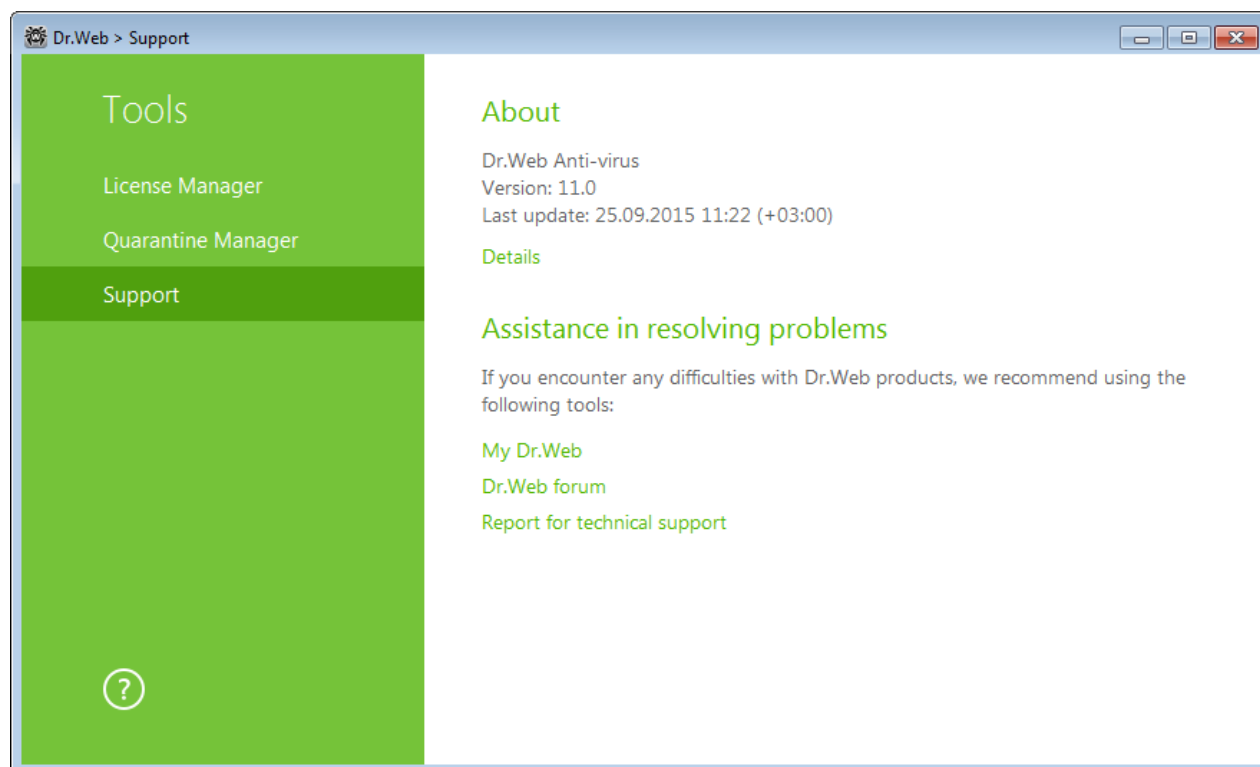 Dr.Web > Support
Tools
License Manager
Quarantine Manager
Support
?
About
Dr.Web Anti-virus
Version: 11.0
Last update: 25.09.2015 11:22 (+03:00)
Details
Assistance in resolving problems
If you encounter any difficulties with Dr.Web products, we recommend using the
following tools:
My Dr.Web
Dr.Web forum
Report for technical support